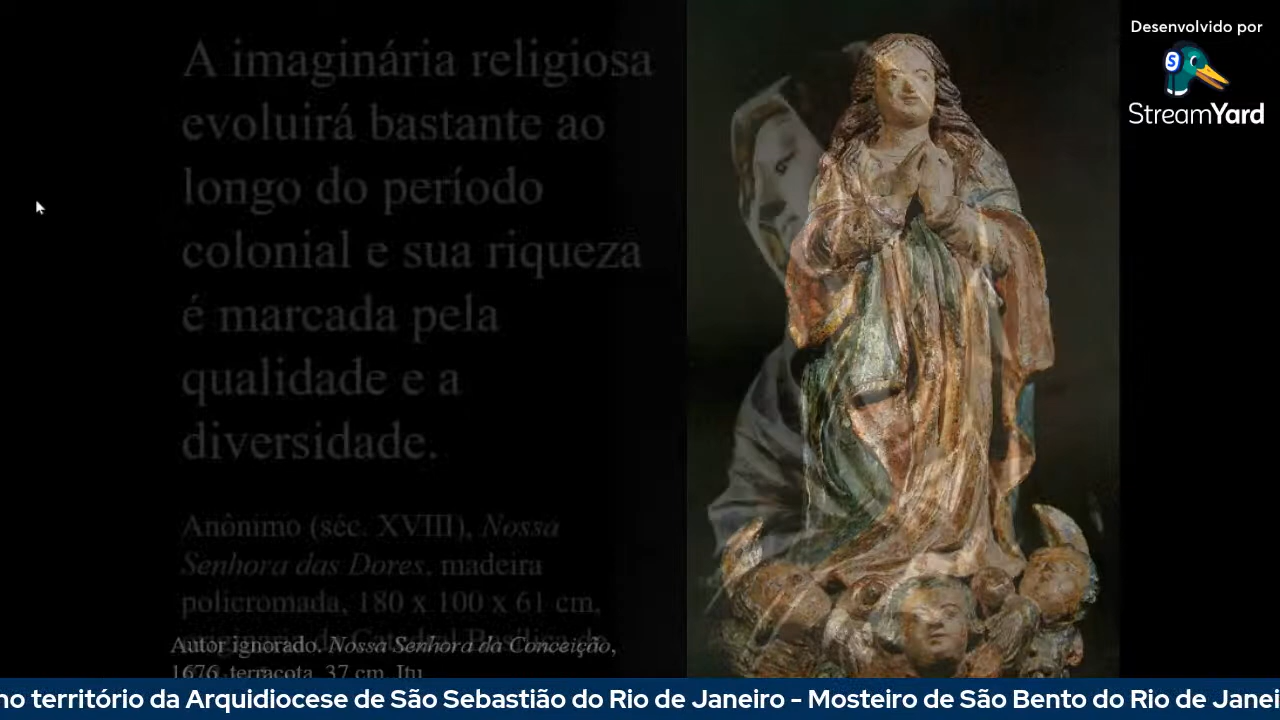 A imaginária religiosa
evoluirá bastante ao
longo do período
colonial e sua riqueza
é marcada pela
qualidade e a
diversidade.
Anônimo (séc. XVIII), Nossa
Senhora das Dores, madeira
policromada, 180 x 100 x 61 cm,
Autor ignorado. Nossa Senhora da Conceição,
1676, terracota, 37 cm, Itu
Desenvolvido por
StreamYard
no território da Arquidiocese de São Sebastião do Rio de Janeiro - Mosteiro de São Bento do Rio de Janei